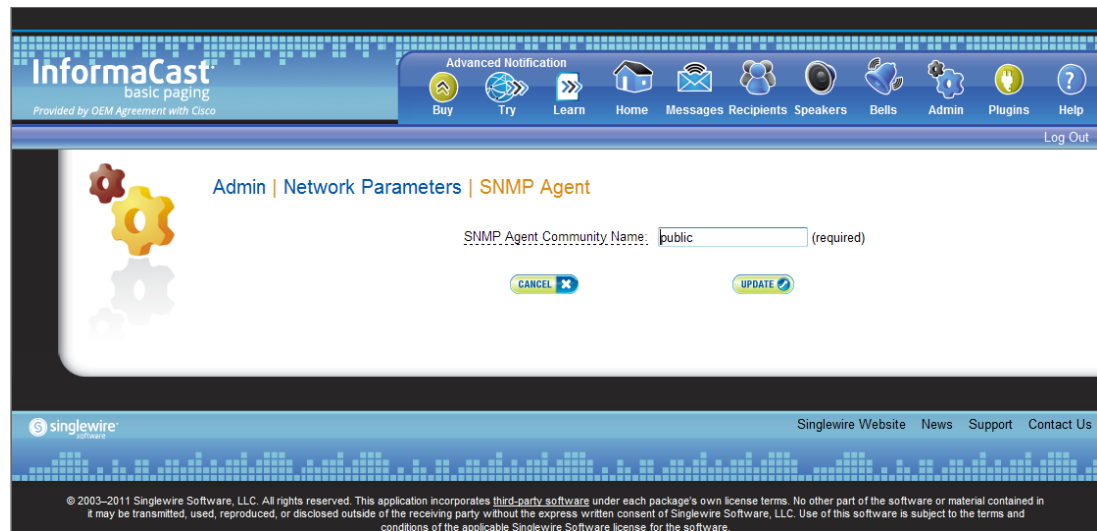 InformaCast
basic paging
Provided by OEM Agreement with Cisco
Advanced Notification
Buy Try Learn Home Messages Recipients Speakers Bells Admin Plugins Help
Log Out
Admin | Network Parameters | SNMP Agent
SNMP Agent Community Name: public (required)
CANCEL UPDATE
singlewire
software
Singlewire Website News Support Contact Us
© 2003–2011 Singlewire Software, LLC. All rights reserved. This application incorporates third-party software under each package's own license terms. No other part of the software or material contained in
it may be transmitted, used, reproduced, or disclosed outside of the receiving party without the express written consent of Singlewire Software, LLC. Use of this software is subject to the terms and
conditions of the applicable Singlewire Software license for the software.